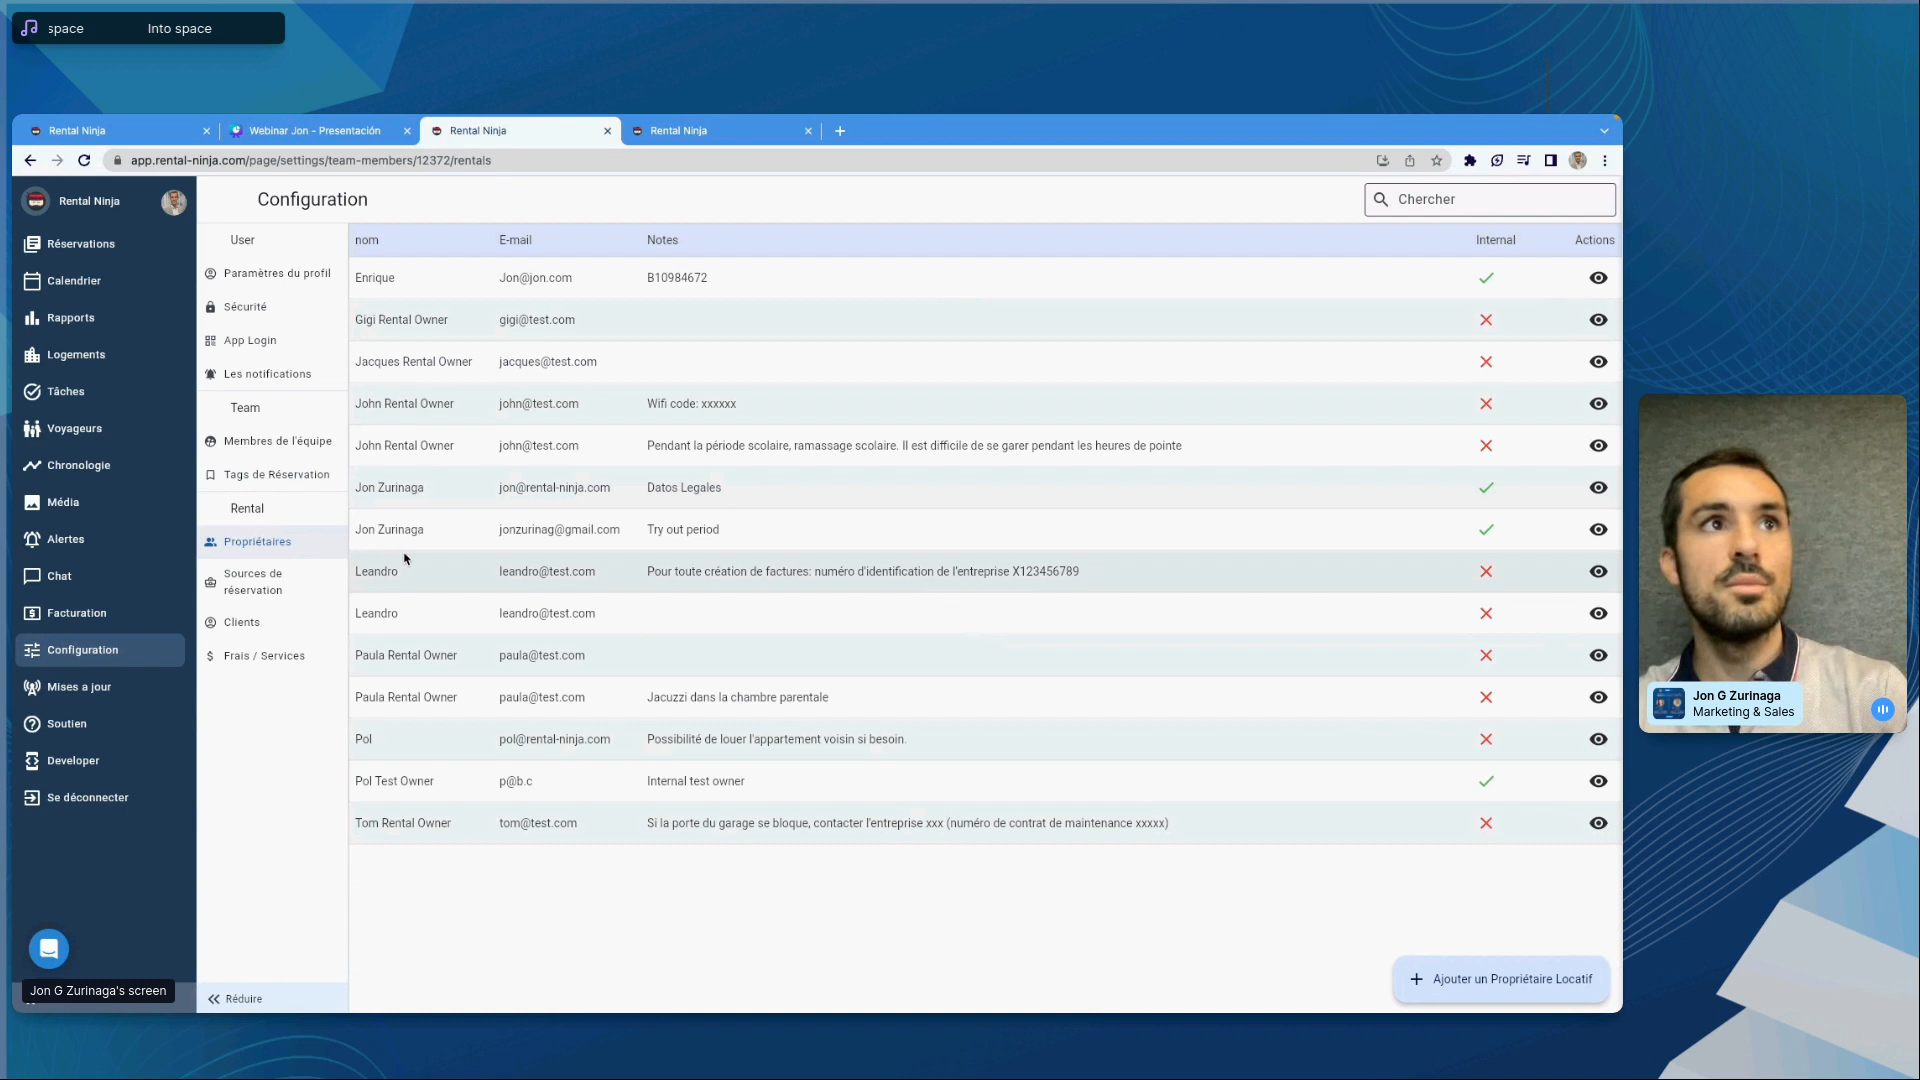 space Into space
Rental Ninja
Webinar Jon - Presentación
Rental Ninja
Rental Ninja
app.rental-ninja.com/page/settings/team-members/12372/rentals
Rental Ninja
Configuration
Chercher
Réservations
Calendrier
Rapports
Logements
Tâches
Voyageurs
Chronologie
Média
Alertes
Chat
Facturation
Configuration
Mises a jour
Soutien
Developer
Se déconnecter
Jon G Zurinaga's screen
User
Paramètres du profil
Sécurité
App Login
Les notifications
Team
Membres de l'équipe
Tags de Réservation
Rental
Propriétaires
Sources de
réservation
Clients
Frais / Services
Réduire
nom E-mail Notes Internal Actions
Enrique Jon@jon.com B10984672
Gigi Rental Owner gigi@test.com
Jacques Rental Owner jacques@test.com
John Rental Owner john@test.com Wifi code: xxxxxx
John Rental Owner john@test.com Pendant la période scolaire, ramassage scolaire. Il est difficile de se garer pendant les heures de pointe
Jon Zurinaga jon@rental-ninja.com Datos Legales
Jon Zurinaga jonzurinag@gmail.com Try out period
Leandro leandro@test.com Pour toute création de factures: numéro d'identification de l'entreprise X123456789
Leandro leandro@test.com
Paula Rental Owner paula@test.com
Paula Rental Owner paula@test.com Jacuzzi dans la chambre parentale
Pol pol@rental-ninja.com Possibilité de louer l'appartement voisin si besoin.
Pol Test Owner p@b.c Internal test owner
Tom Rental Owner tom@test.com Si la porte du garage se bloque, contacter l'entreprise xxx (numéro de contrat de maintenance xxxxx)
Ajouter un Propriétaire Locatif
Jon G Zurinaga
Marketing & Sales